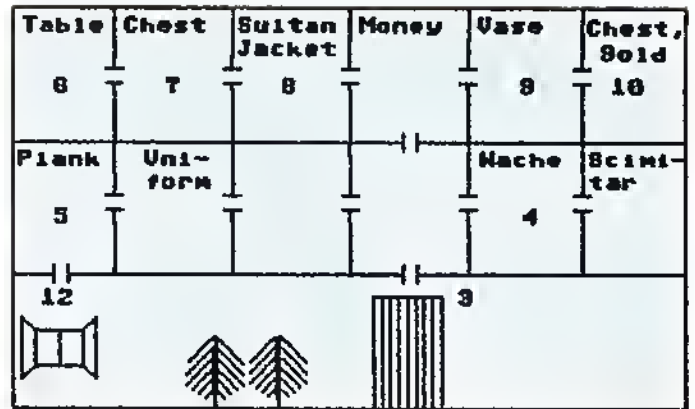 Table Chest Sultan Money Vase Chest,
Jacket Gold
6 7 8 9 10
Plank Uni- Wache Scimi-
form tar
5 4
12 3